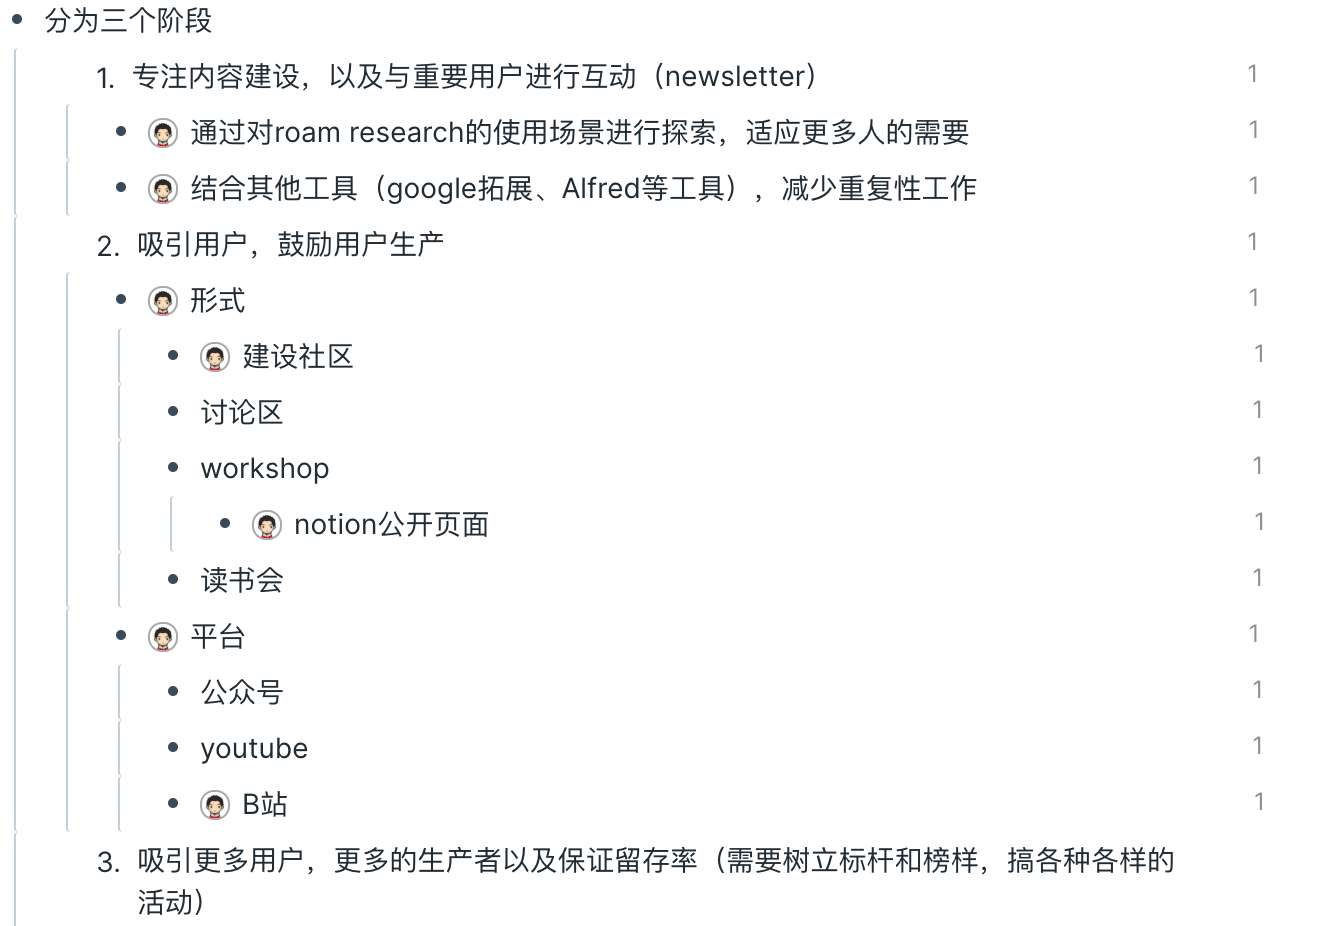 分为三个阶段
1. 专注内容建设，以及与重要用户进行互动（newsletter） 1
通过对roam research的使用场景进行探索，适应更多人的需要 1
结合其他工具（google拓展、Alfred等工具），减少重复性工作 1
2. 吸引用户，鼓励用户生产 1
形式 1
建设社区 1
讨论区 1
workshop 1
notion公开页面 1
读书会 1
平台 1
公众号 1
youtube 1
B站 1
3. 吸引更多用户，更多的生产者以及保证留存率（需要树立标杆和榜样，搞各种各样的
活动）